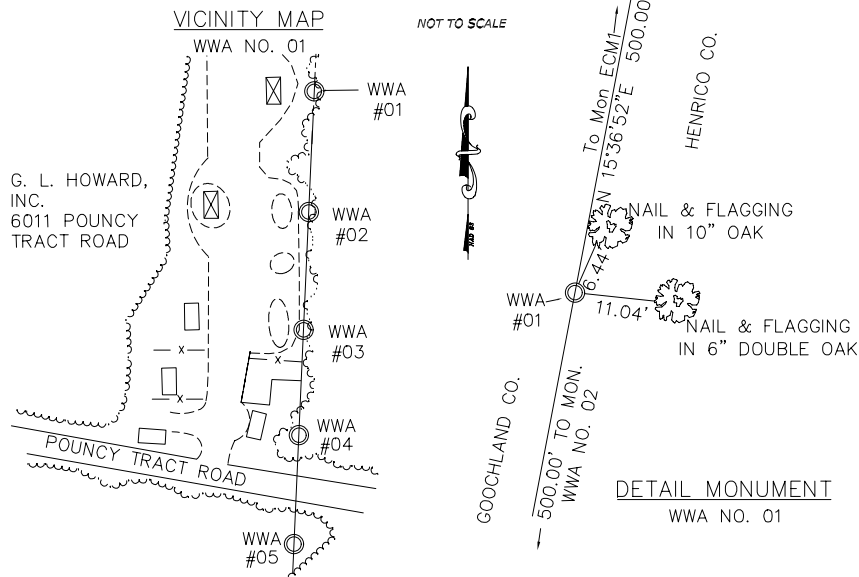 VICINITY MAP
WWA NO. 01
NOT TO SCALE
WWA
#01
G. L. HOWARD,
INC.
6011 POUNCY
TRACT ROAD
WWA
#02
WWA
#03
WWA
#04
POUNCY TRACT ROAD
WWA
#05
NAD 83
To Mon ECM1
500.00
N 15°36'52"E
HENRICO CO.
NAIL & FLAGGING
IN 10" OAK
6.44'
WWA
#01
11.04'
NAIL & FLAGGING
IN 6" DOUBLE OAK
GOOCHLAND CO.
500.00' TO MON.
WWA NO. 02
DETAIL MONUMENT
WWA NO. 01